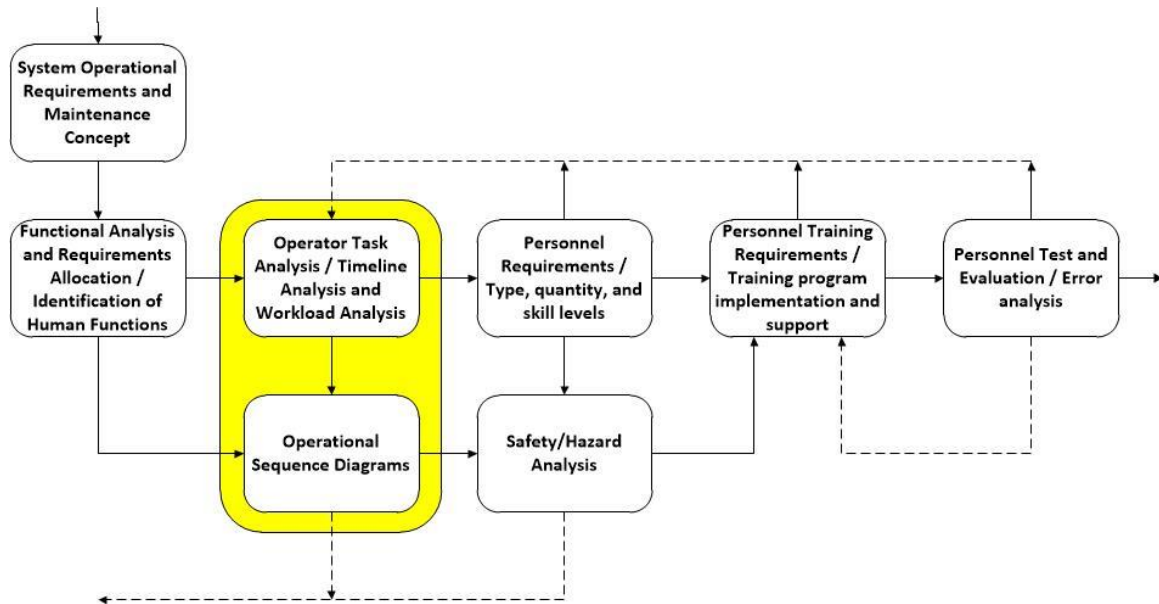 System Operational
Requirements and
Maintenance
Concept
Functional Analysis
and Requirements
Allocation /
Identification of
Human Functions
Operator Task
Analysis / Timeline
Analysis and
Workload Analysis
Personnel
Requirements /
Type, quantity, and
skill levels
Personnel Training
Requirements /
Training program
implementation and
support
Personnel Test and
Evaluation / Error
analysis
Operational
Sequence Diagrams
Safety/Hazard
Analysis